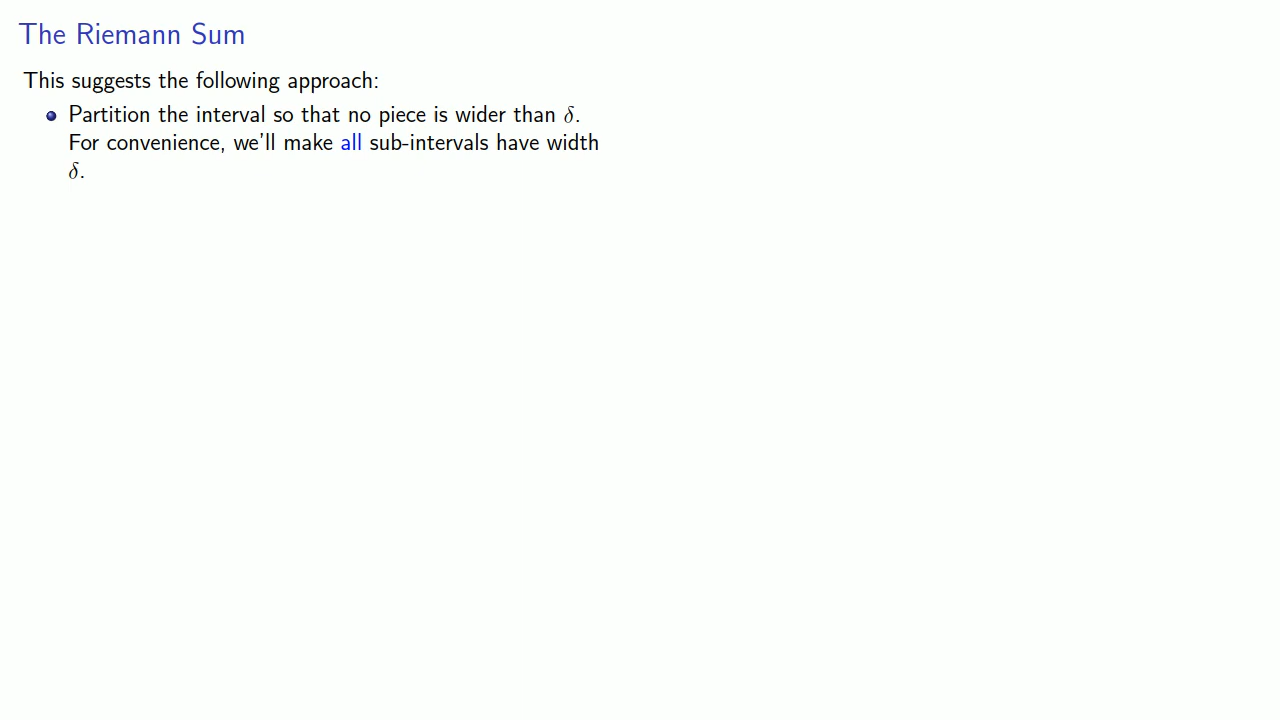 The Riemann Sum
This suggests the following approach:
Partition the interval so that no piece is wider than δ.
For convenience, we'll make all sub-intervals have width
δ.